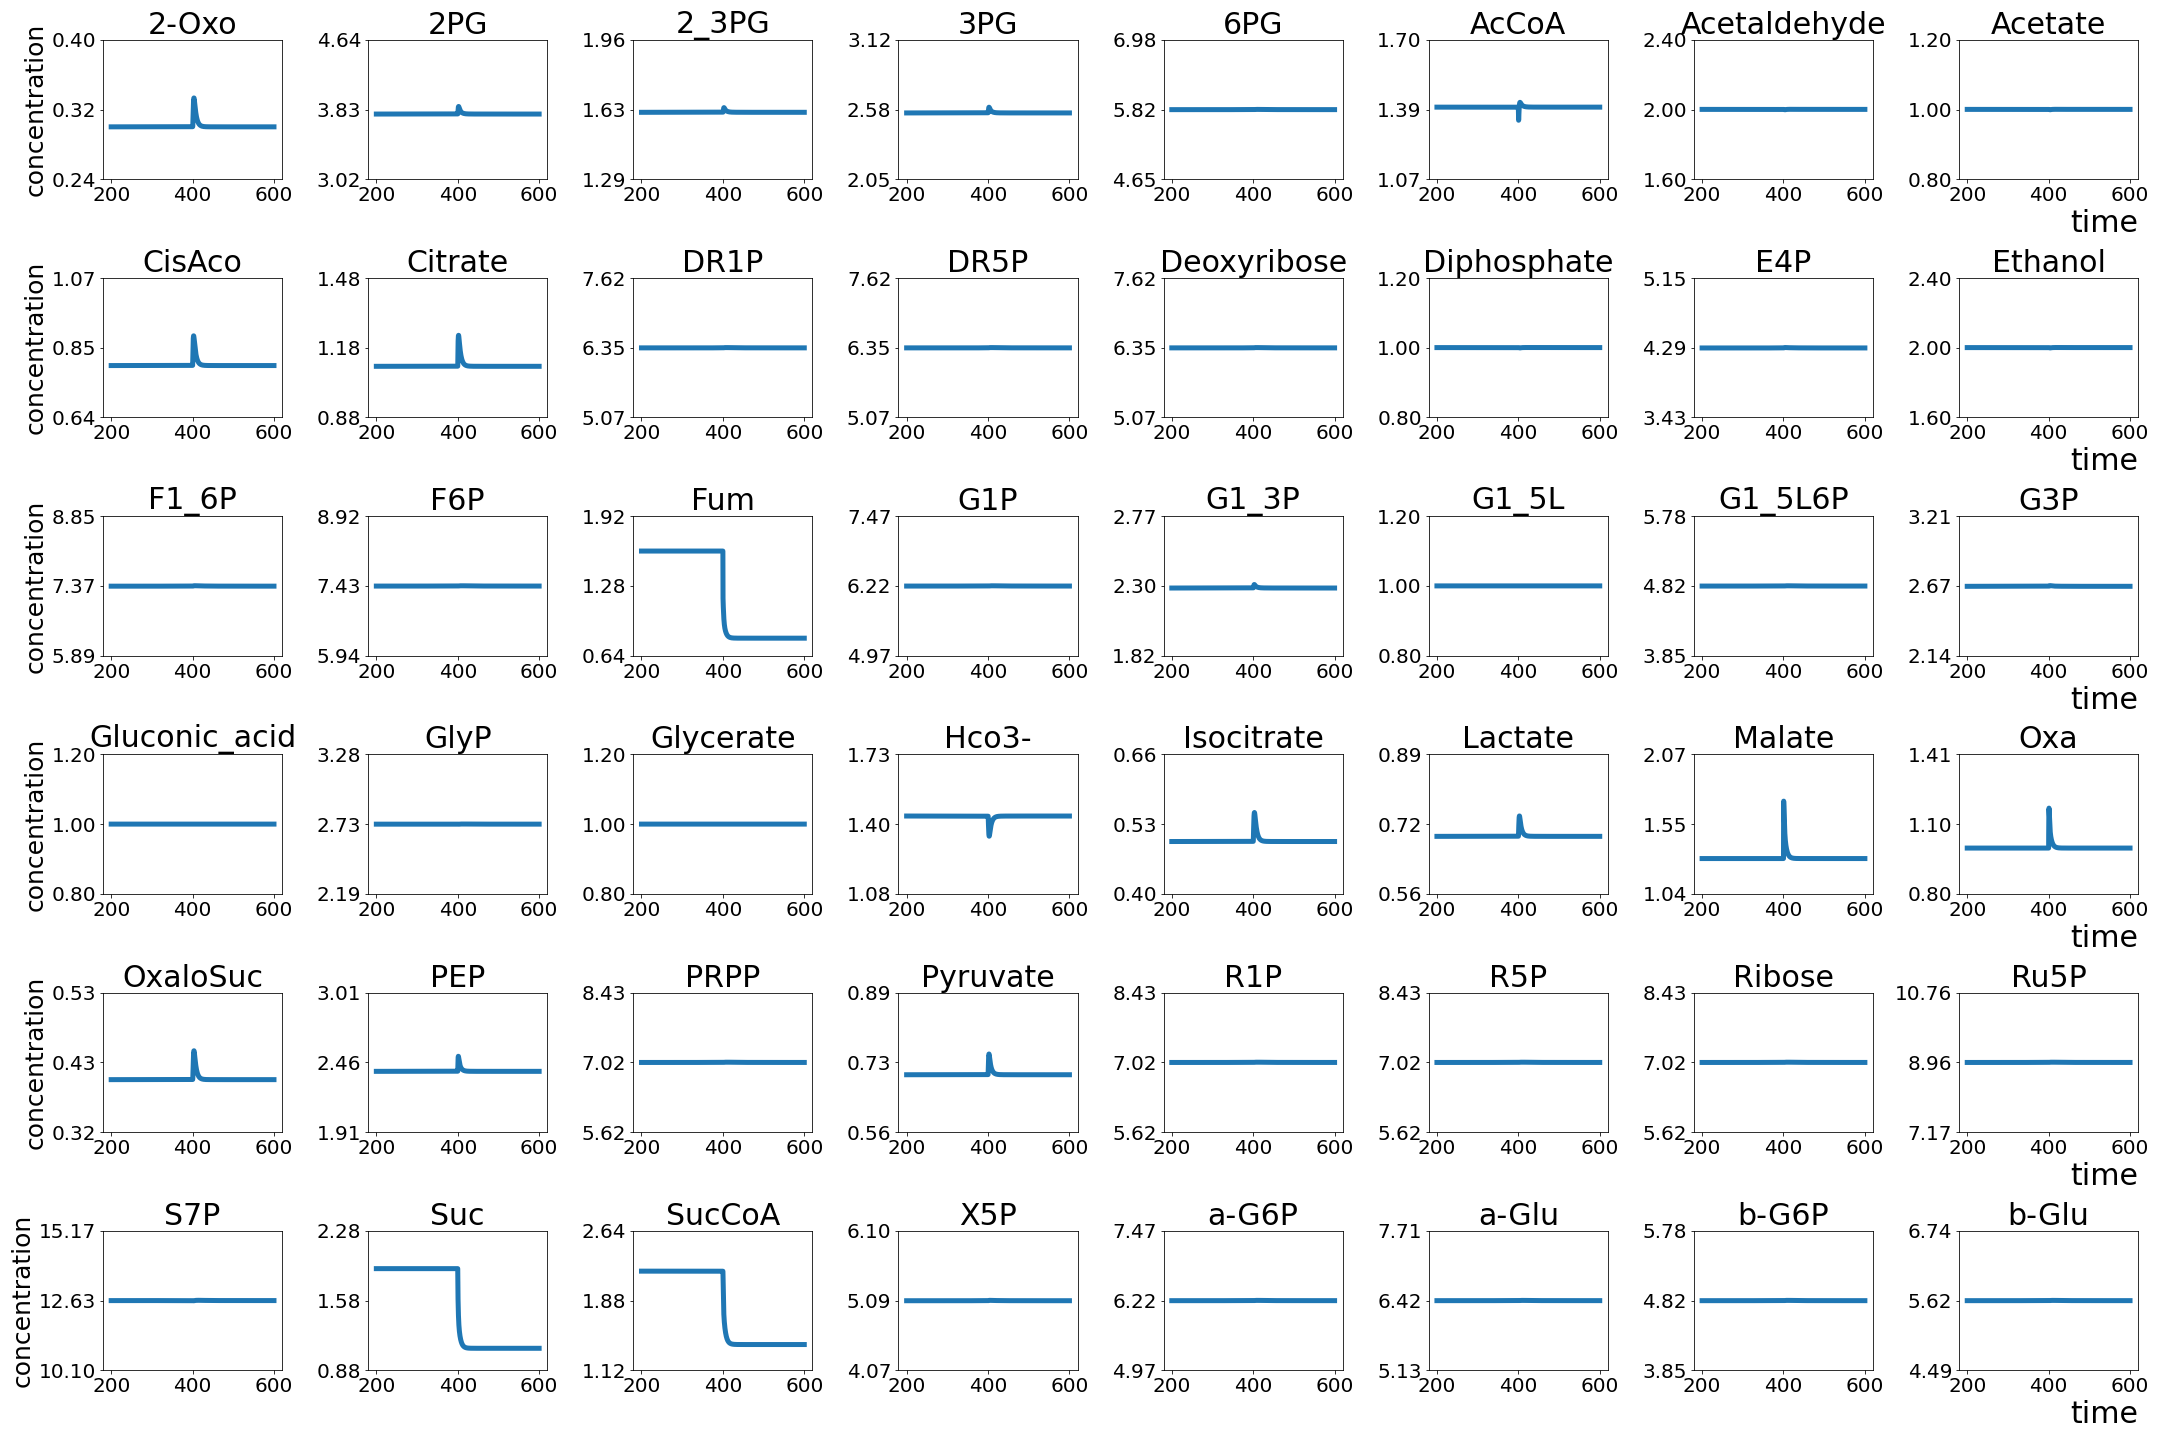 2-Oxo 2PG 2_3PG 3PG 6PG AcCoA Acetaldehyde Acetate
0.40 4.64 1.96 3.12 6.98 1.70 2.40 1.20
concentration
0.32 3.83 1.63 2.58 5.82 1.39 2.00 1.00
0.24 3.02 1.29 2.05 4.65 1.07 1.60 0.80
200 400 600 200 400 600 200 400 600 200 400 600 200 400 600 200 400 600 200 400 600 200 400 600
time
CisAco Citrate DR1P DR5P Deoxyribose Diphosphate E4P Ethanol
1.07 1.48 7.62 7.62 7.62 1.20 5.15 2.40
concentration
0.85 1.18 6.35 6.35 6.35 1.00 4.29 2.00
0.64 0.88 5.07 5.07 5.07 0.80 3.43 1.60
200 400 600 200 400 600 200 400 600 200 400 600 200 400 600 200 400 600 200 400 600 200 400 600
time
F1_6P F6P Fum G1P G1_3P G1_5L G1_5L6P G3P
8.85 8.92 1.92 7.47 2.77 1.20 5.78 3.21
concentration
7.37 7.43 1.28 6.22 2.30 1.00 4.82 2.67
5.89 5.94 0.64 4.97 1.82 0.80 3.85 2.14
200 400 600 200 400 600 200 400 600 200 400 600 200 400 600 200 400 600 200 400 600 200 400 600
time
Gluconic_acid GlyP Glycerate Hco3- Isocitrate Lactate Malate Oxa
1.20 3.28 1.20 1.73 0.66 0.89 2.07 1.41
concentration
1.00 2.73 1.00 1.40 0.53 0.72 1.55 1.10
0.80 2.19 0.80 1.08 0.40 0.56 1.04 0.80
200 400 600 200 400 600 200 400 600 200 400 600 200 400 600 200 400 600 200 400 600 200 400 600
time
OxaloSuc PEP PRPP Pyruvate R1P R5P Ribose Ru5P
0.53 3.01 8.43 0.89 8.43 8.43 8.43 10.76
concentration
0.43 2.46 7.02 0.73 7.02 7.02 7.02 8.96
0.32 1.91 5.62 0.56 5.62 5.62 5.62 7.17
200 400 600 200 400 600 200 400 600 200 400 600 200 400 600 200 400 600 200 400 600 200 400 600
time
S7P Suc SucCoA X5P a-G6P a-Glu b-G6P b-Glu
15.17 2.28 2.64 6.10 7.47 7.71 5.78 6.74
concentration
12.63 1.58 1.88 5.09 6.22 6.42 4.82 5.62
10.10 0.88 1.12 4.07 4.97 5.13 3.85 4.49
200 400 600 200 400 600 200 400 600 200 400 600 200 400 600 200 400 600 200 400 600 200 400 600
time